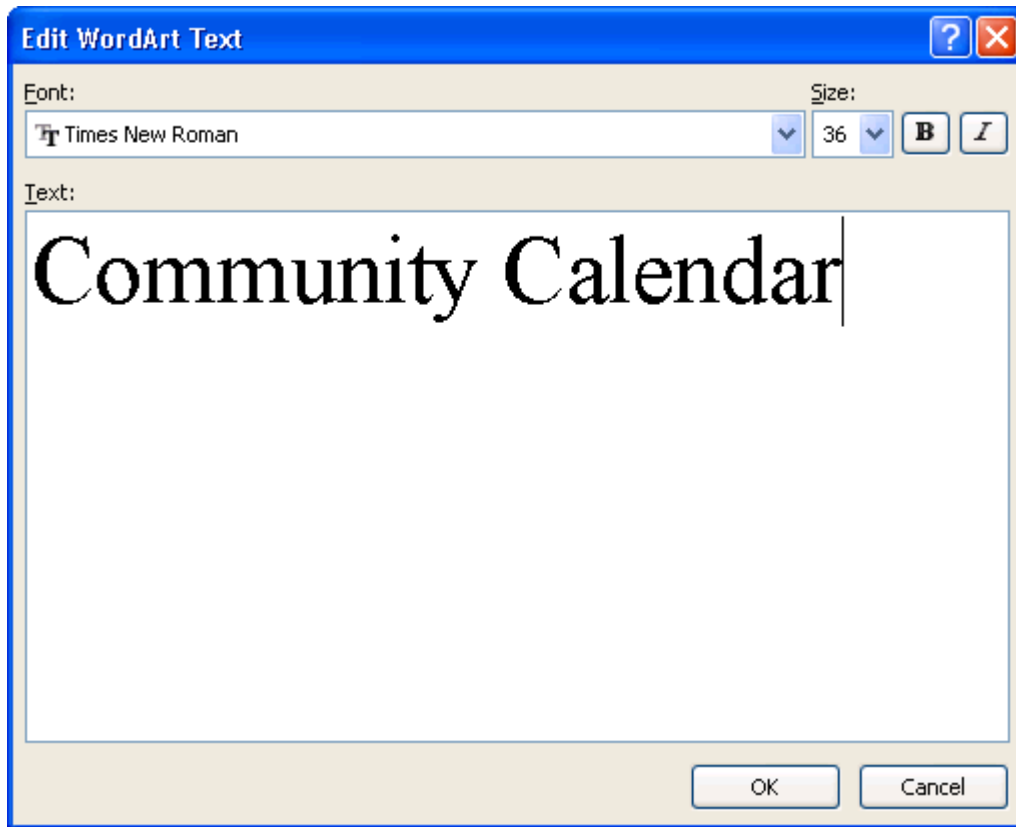 Edit WordArt Text
?
Font:
Size:
Times New Roman
36
B
I
Text:
Community Calendar
OK
Cancel